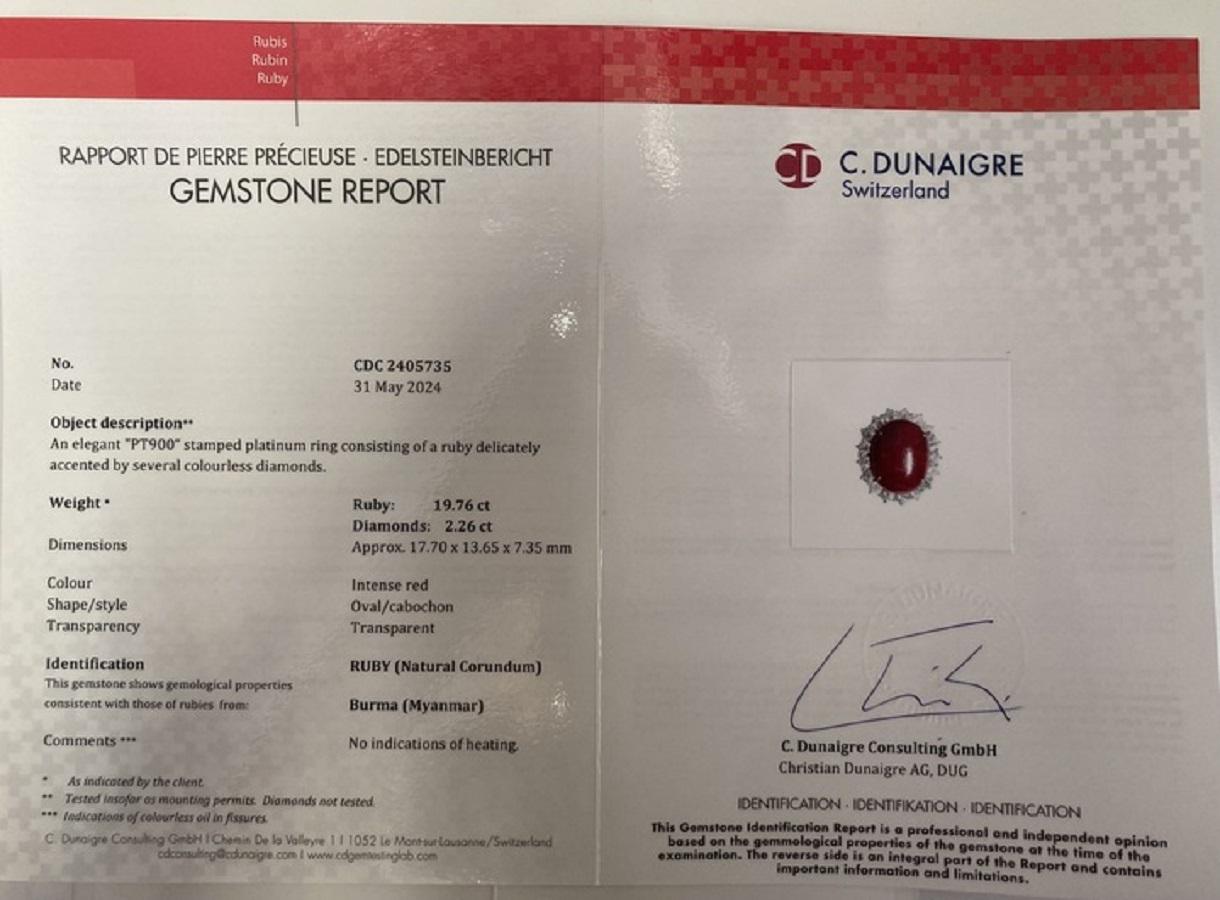 Rubis
Rubin
Ruby
RAPPORT DE PIERRE PRÉCIEUSE · EDELSTEINBERICHT
GEMSTONE REPORT
No. CDC 2405735
Date 31 May 2024
Object description**
An elegant "PT900" stamped platinum ring consisting of a ruby delicately
accented by several colourless diamonds.
Weight * Ruby: 19.76 ct
Diamonds: 2.26 ct
Dimensions Approx. 17.70 x 13.65 x 7.35 mm
Colour Intense red
Shape/style Oval/cabochon
Transparency Transparent
Identification RUBY (Natural Corundum)
This gemstone shows gemological properties
consistent with those of rubies from: Burma (Myanmar)
Comments *** No indications of heating.
* As indicated by the client.
** Tested insofar as mounting permits. Diamonds not tested.
*** Indications of colourless oil in fissures.
C. Dunaigre Consulting GmbH | Chemin De la Valleyre 1 | 1052 Le Mont-sur-Lausanne/Switzerland
cdconsulting@cdunaigre.com | www.cdgemtestinglab.com
CD C. DUNAIGRE
Switzerland
C. Dunaigre Consulting GmbH
Christian Dunaigre AG, DUG
IDENTIFICATION · IDENTIFIKATION · IDENTIFICATION
This Gemstone Identification Report is a professional and independent opinion
based on the gemmological properties of the gemstone at the time of the
examination. The reverse side is an integral part of the Report and contains
important information and limitations.